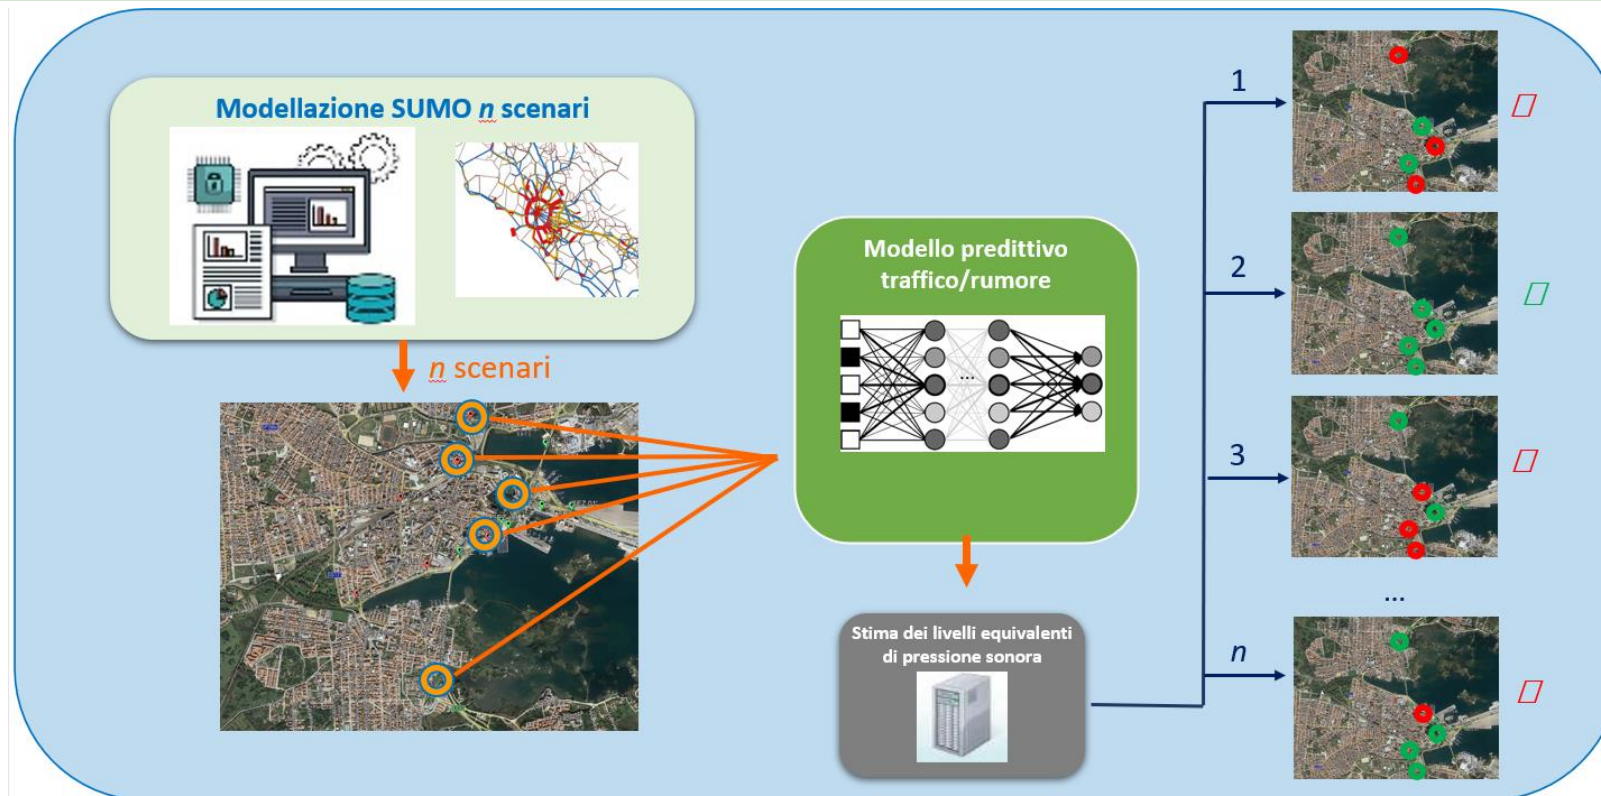 Modellazione SUMO n scenari
n scenari
Modello predittivo
traffico/rumore
...
Stima dei livelli equivalenti
di pressione sonora
1
2
3
...
n